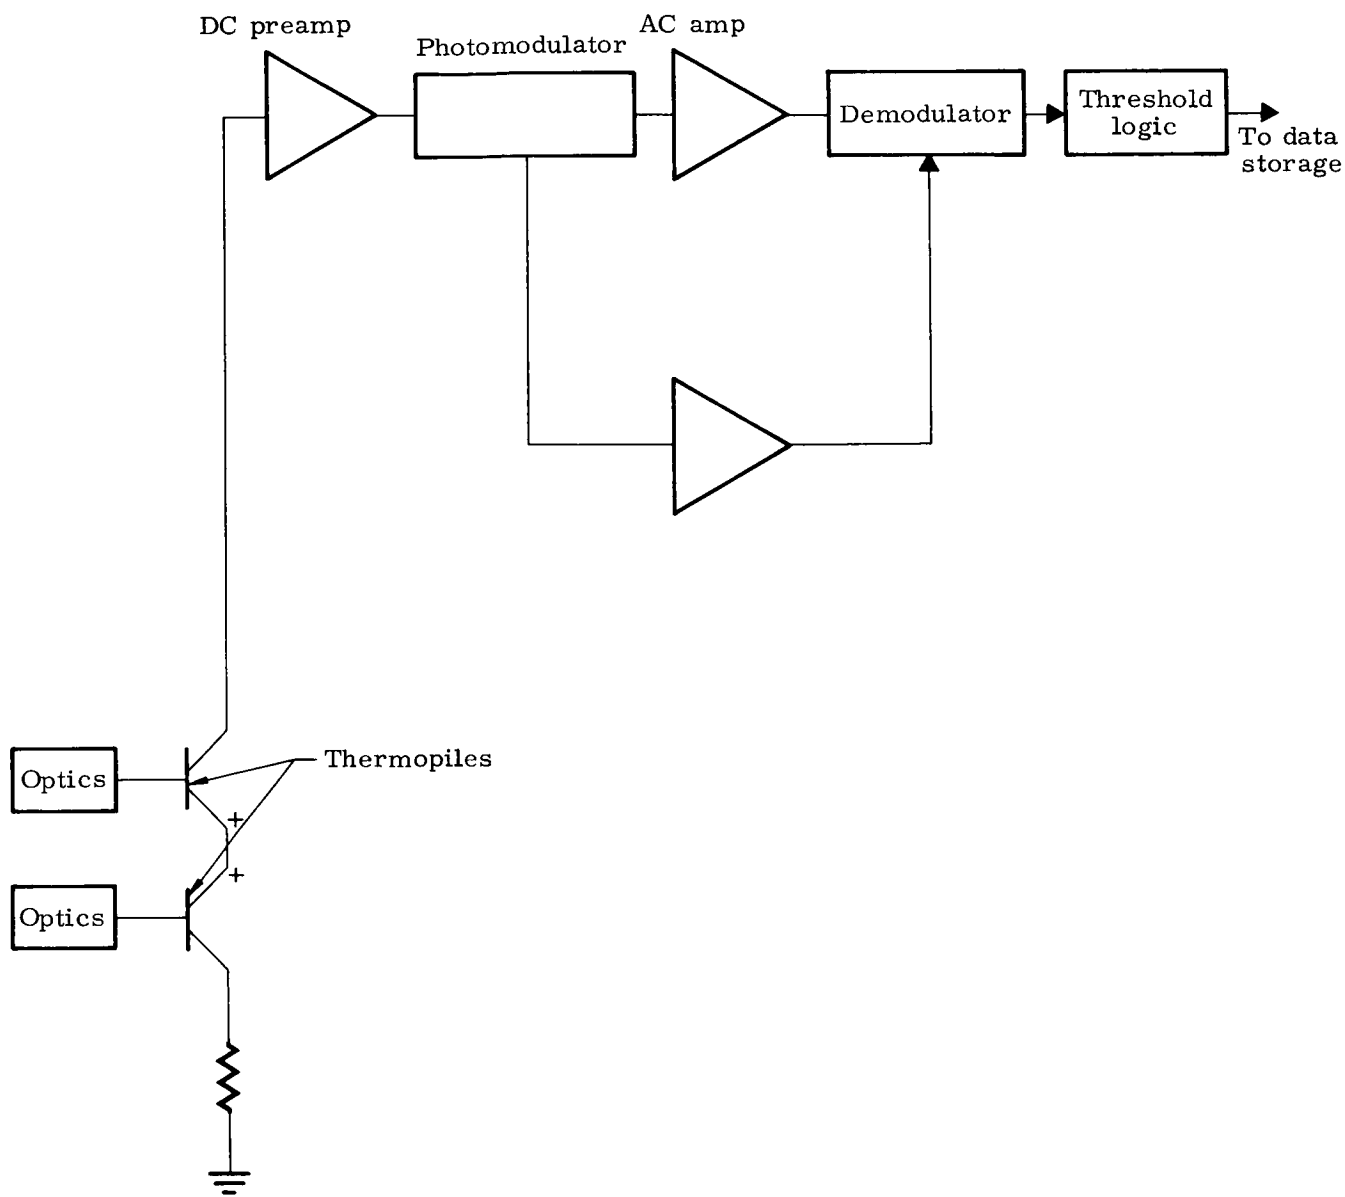 DC preamp
Photomodulator
AC amp
Demodulator
Threshold
logic
To data
storage
Optics
Thermopiles
+
+
Optics